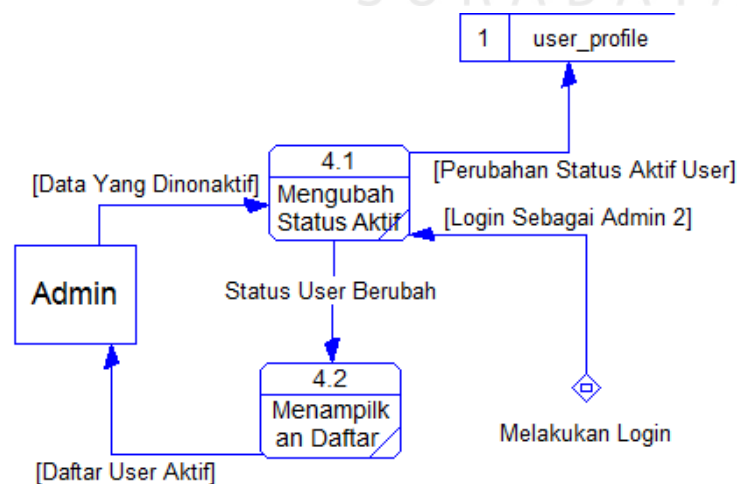 SURABAYA
1 user_profile
4.1
[Data Yang Dinonaktif]
[Perubahan Status Aktif User]
Mengubah
Status Aktif
[Login Sebagai Admin 2]
Admin
Status User Berubah
4.2
Menampilk
an Daftar
Melakukan Login
[Daftar User Aktif]